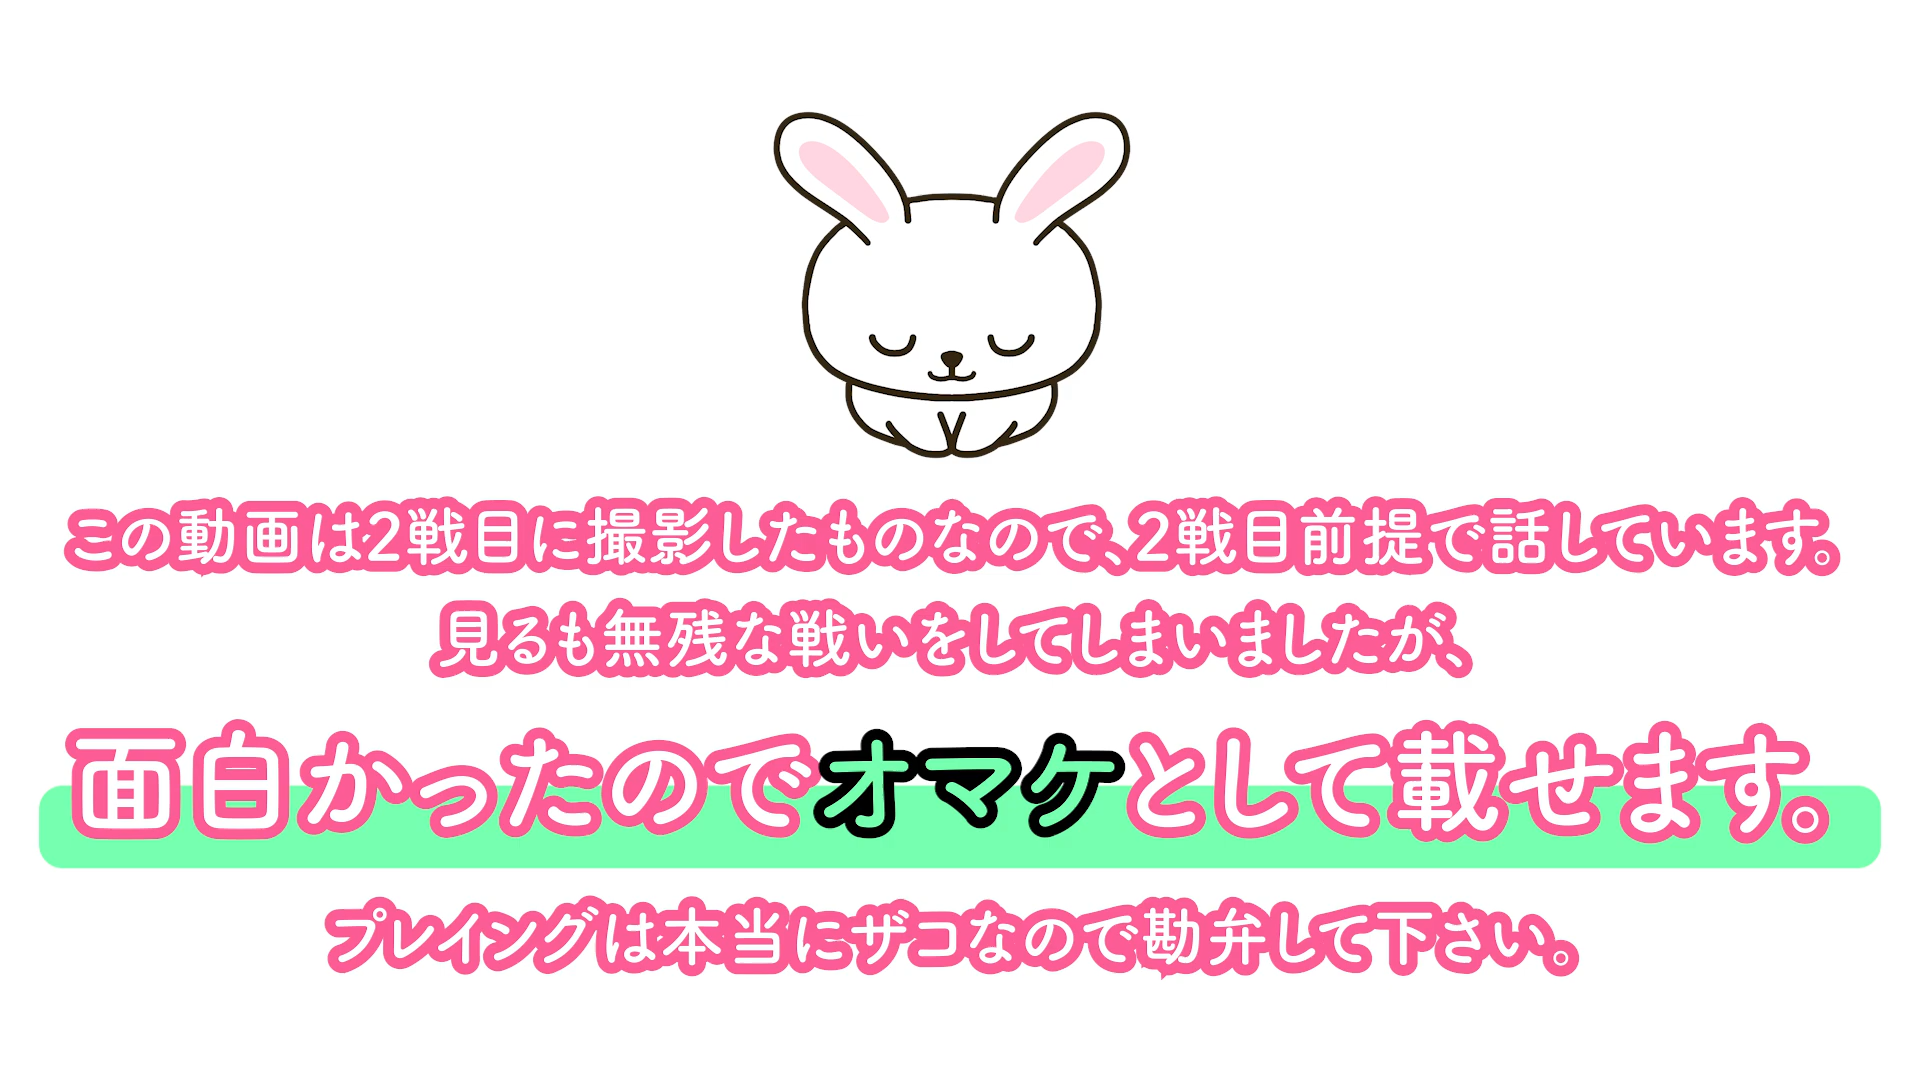 この動画は2戦目に撮影したものなので、2戦目前提で話しています。
見るも無残な戦いをしてしまいましたが、
面白かったのでオマケとして載せます。
プレイングは本当にザコなので勘弁して下さい。